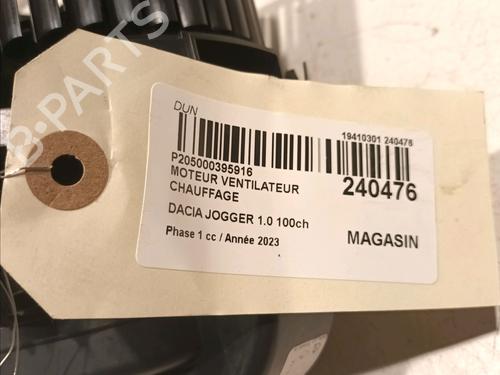 DUN
19410301 240476
P205000395916
MOTEUR VENTILATEUR
CHAUFFAGE
240476
DACIA JOGGER 1.0 100ch
Phase 1 cc / Année 2023
MAGASIN
B-PARTS